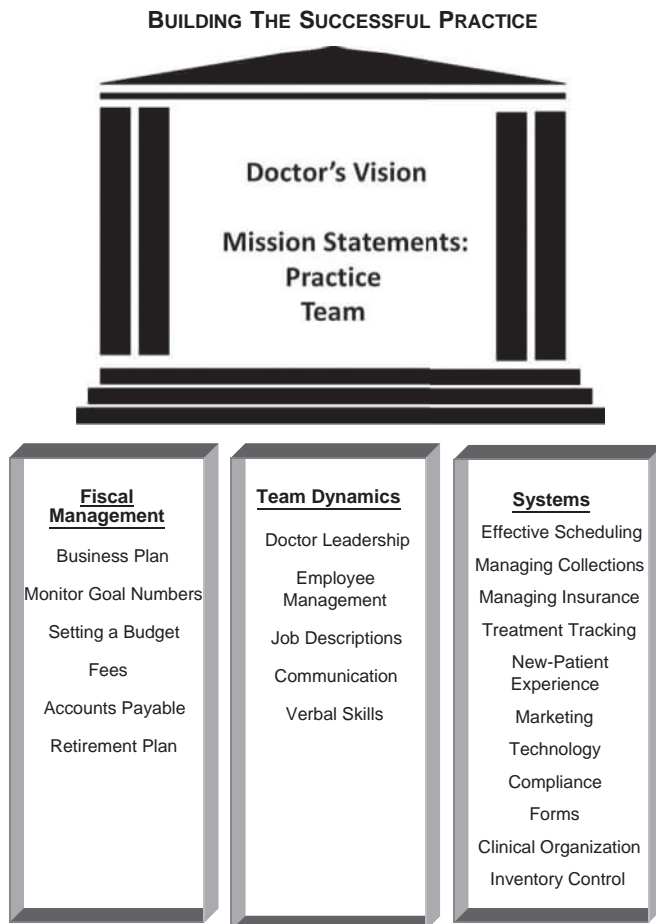 BUILDING THE SUCCESSFUL PRACTICE
Doctor's Vision
Mission Statements:
Practice
Team
Fiscal
Management
Business Plan
Monitor Goal Numbers
Setting a Budget
Fees
Accounts Payable
Retirement Plan
Team Dynamics
Doctor Leadership
Employee
Management
Job Descriptions
Communication
Verbal Skills
Systems
Effective Scheduling
Managing Collections
Managing Insurance
Treatment Tracking
New-Patient
Experience
Marketing
Technology
Compliance
Forms
Clinical Organization
Inventory Control